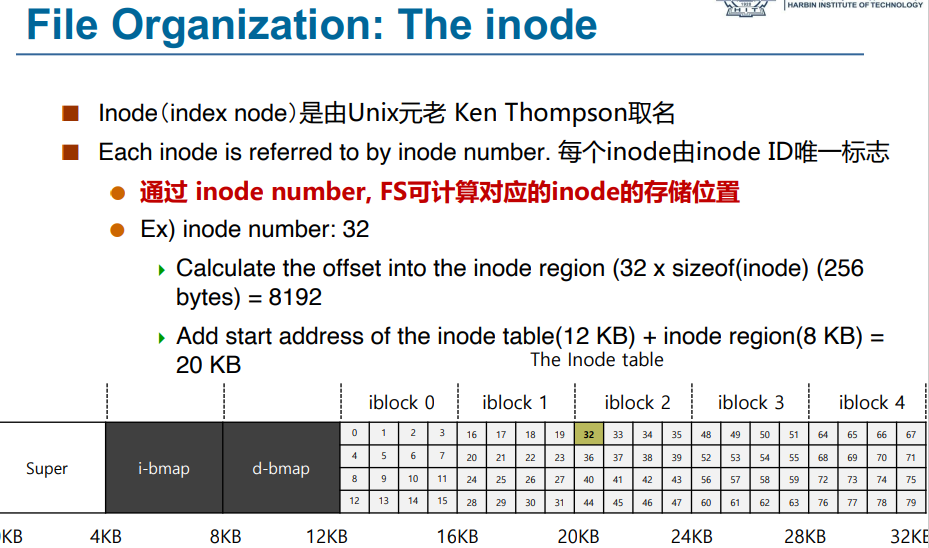 HARBIN INSTITUTE OF TECHNOLOGY
File Organization: The inode
Inode（index node）是由Unix元老 Ken Thompson取名
Each inode is referred to by inode number. 每个inode由inode ID唯一标志
通过 inode number, FS可计算对应的inode的存储位置
Ex) inode number: 32
Calculate the offset into the inode region (32 x sizeof(inode) (256
bytes) = 8192
Add start address of the inode table(12 KB) + inode region(8 KB) =
20 KB
The Inode table
iblock 0 iblock 1 iblock 2 iblock 3 iblock 4
0 1 2 3 16 17 18 19 32 33 34 35 48 49 50 51 64 65 66 67
Super i-bmap d-bmap
4 5 6 7 20 21 22 23 36 37 38 39 52 53 54 55 68 69 70 71
8 9 10 11 24 25 26 27 40 41 42 43 56 57 58 59 72 73 74 75
12 13 14 15 28 29 30 31 44 45 46 47 60 61 62 63 76 77 78 79
KB 4KB 8KB 12KB 16KB 20KB 24KB 28KB 32KB